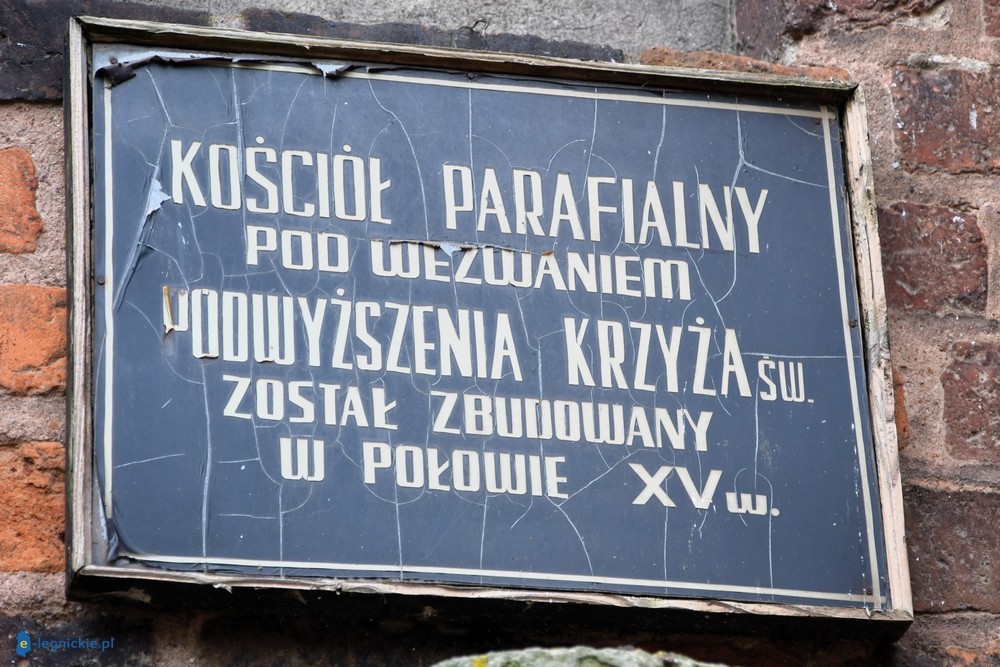 KOŚCIÓŁ PARAFIALNY
POD WEZWANIEM
PODWYŻSZENIA KRZYŻA ŚW.
ZOSTAŁ ZBUDOWANY
W POŁOWIE XV w.
e-legnickie.pl